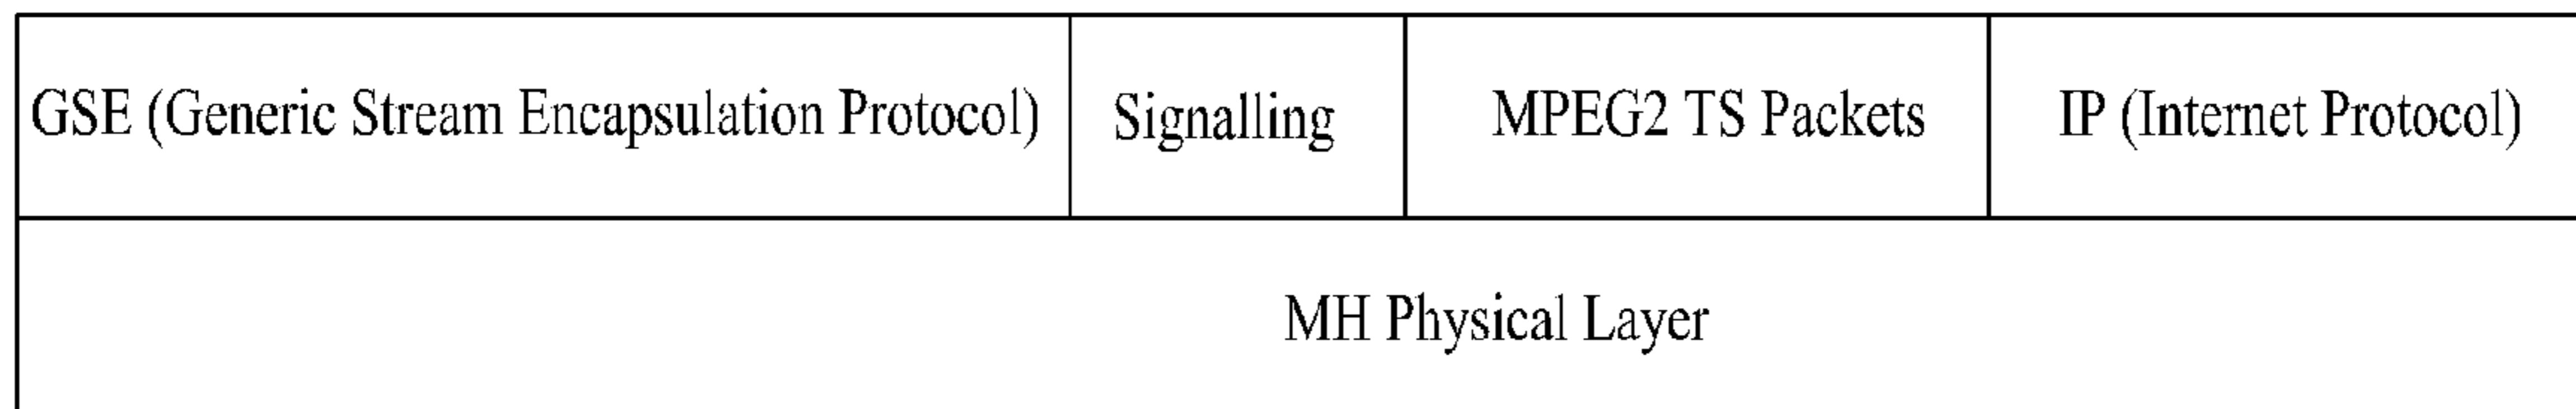 GSE (Generic Stream Encapsulation Protocol) Signalling MPEG2 TS Packets IP (Internet Protocol)
MH Physical Layer